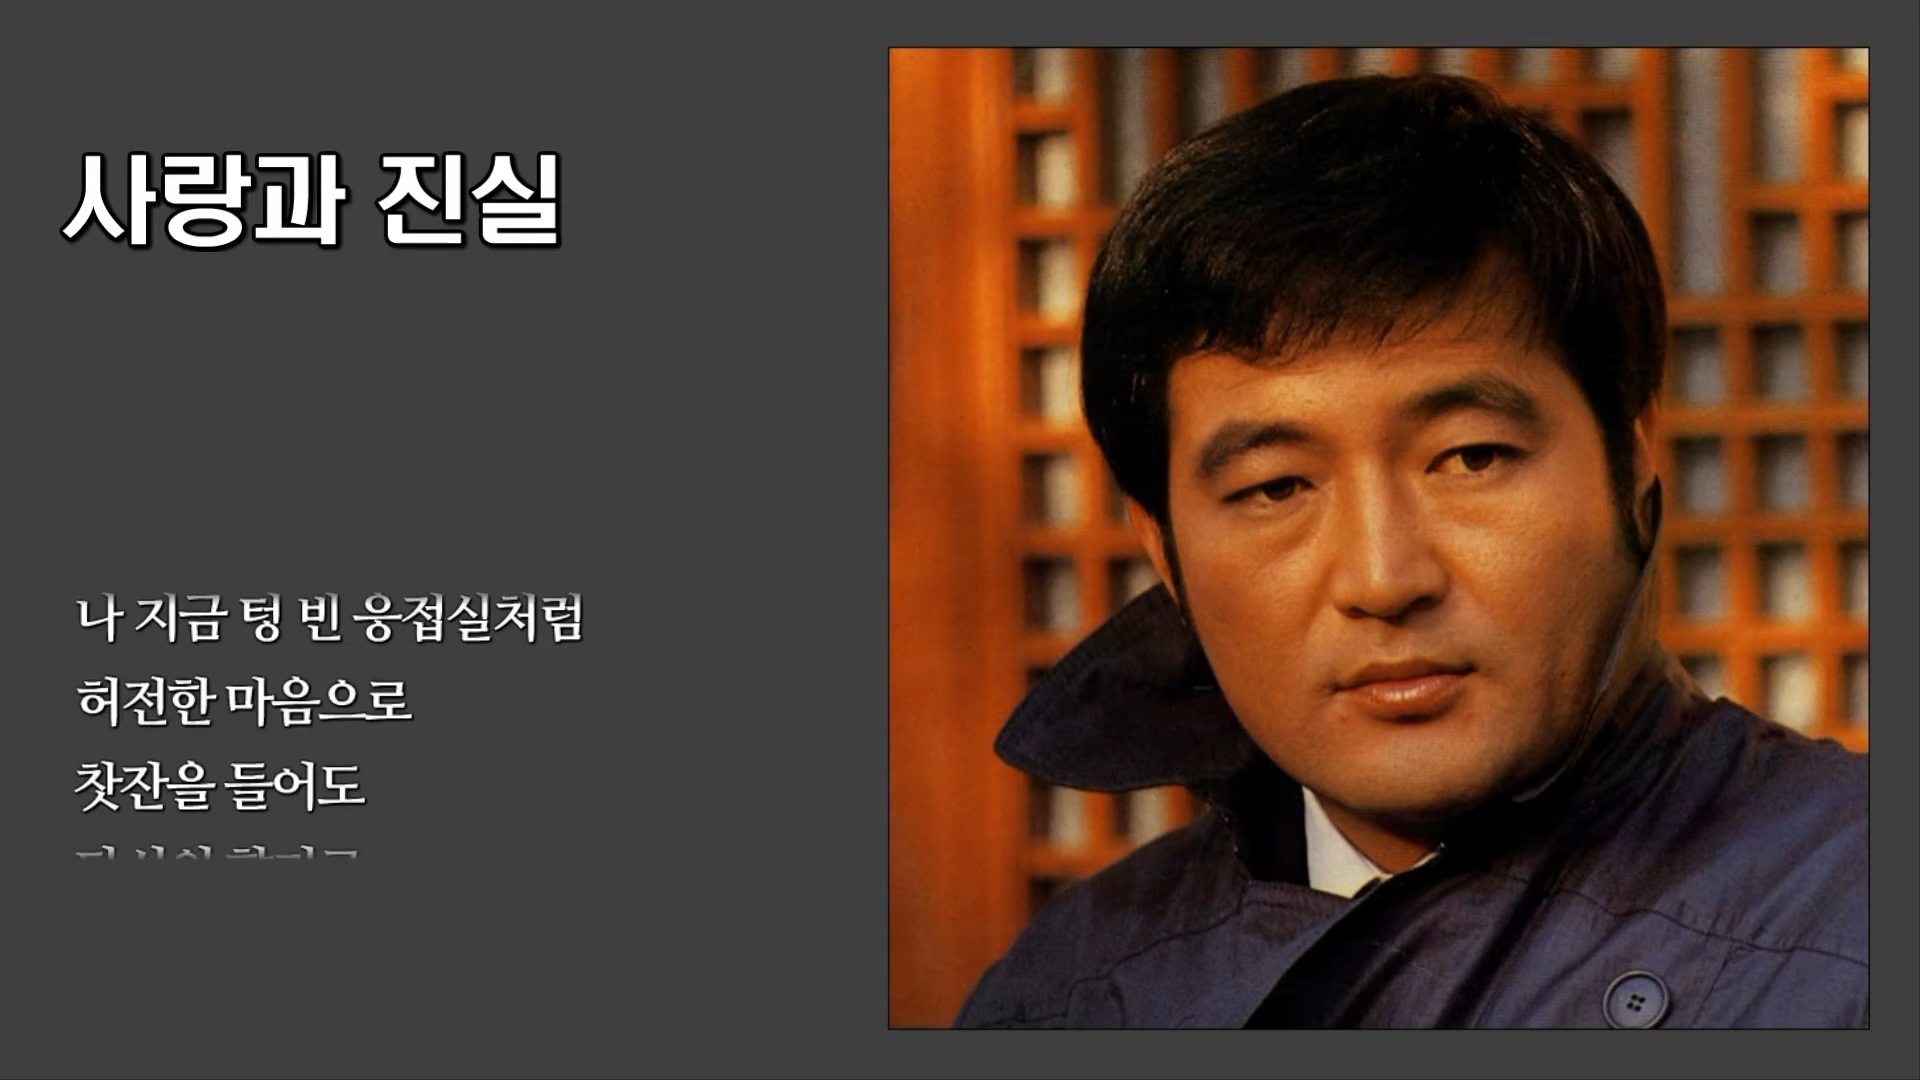 사랑과 진실
나 지금 텅 빈 응접실처럼
허전한 마음으로
찻잔을 들어도